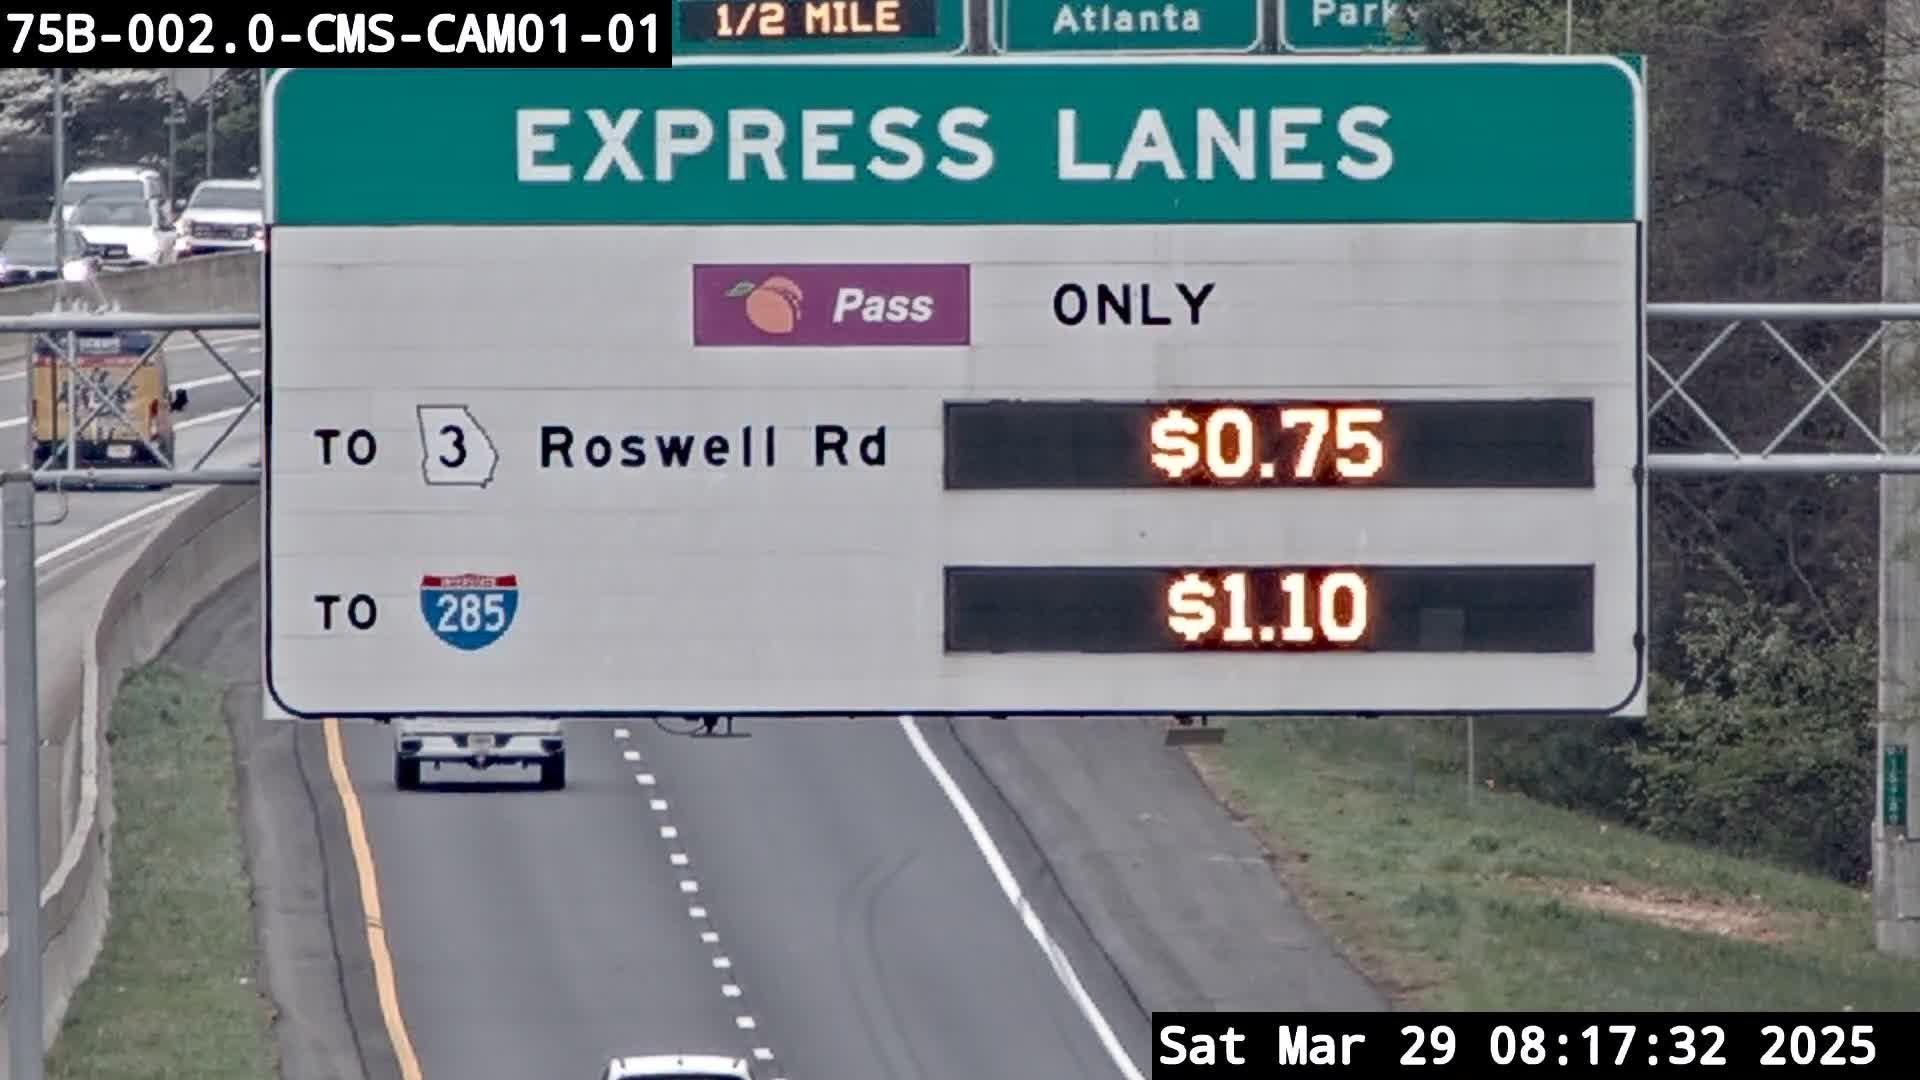 75B-002.0-CMS-CAM01-01
1/2 MILE
Atlanta
EXPRESS LANES
Pass ONLY
TO 3 Roswell Rd $0.75
TO INTERSTATE 285 $1.10
Sat Mar 29 08:17:32 2025